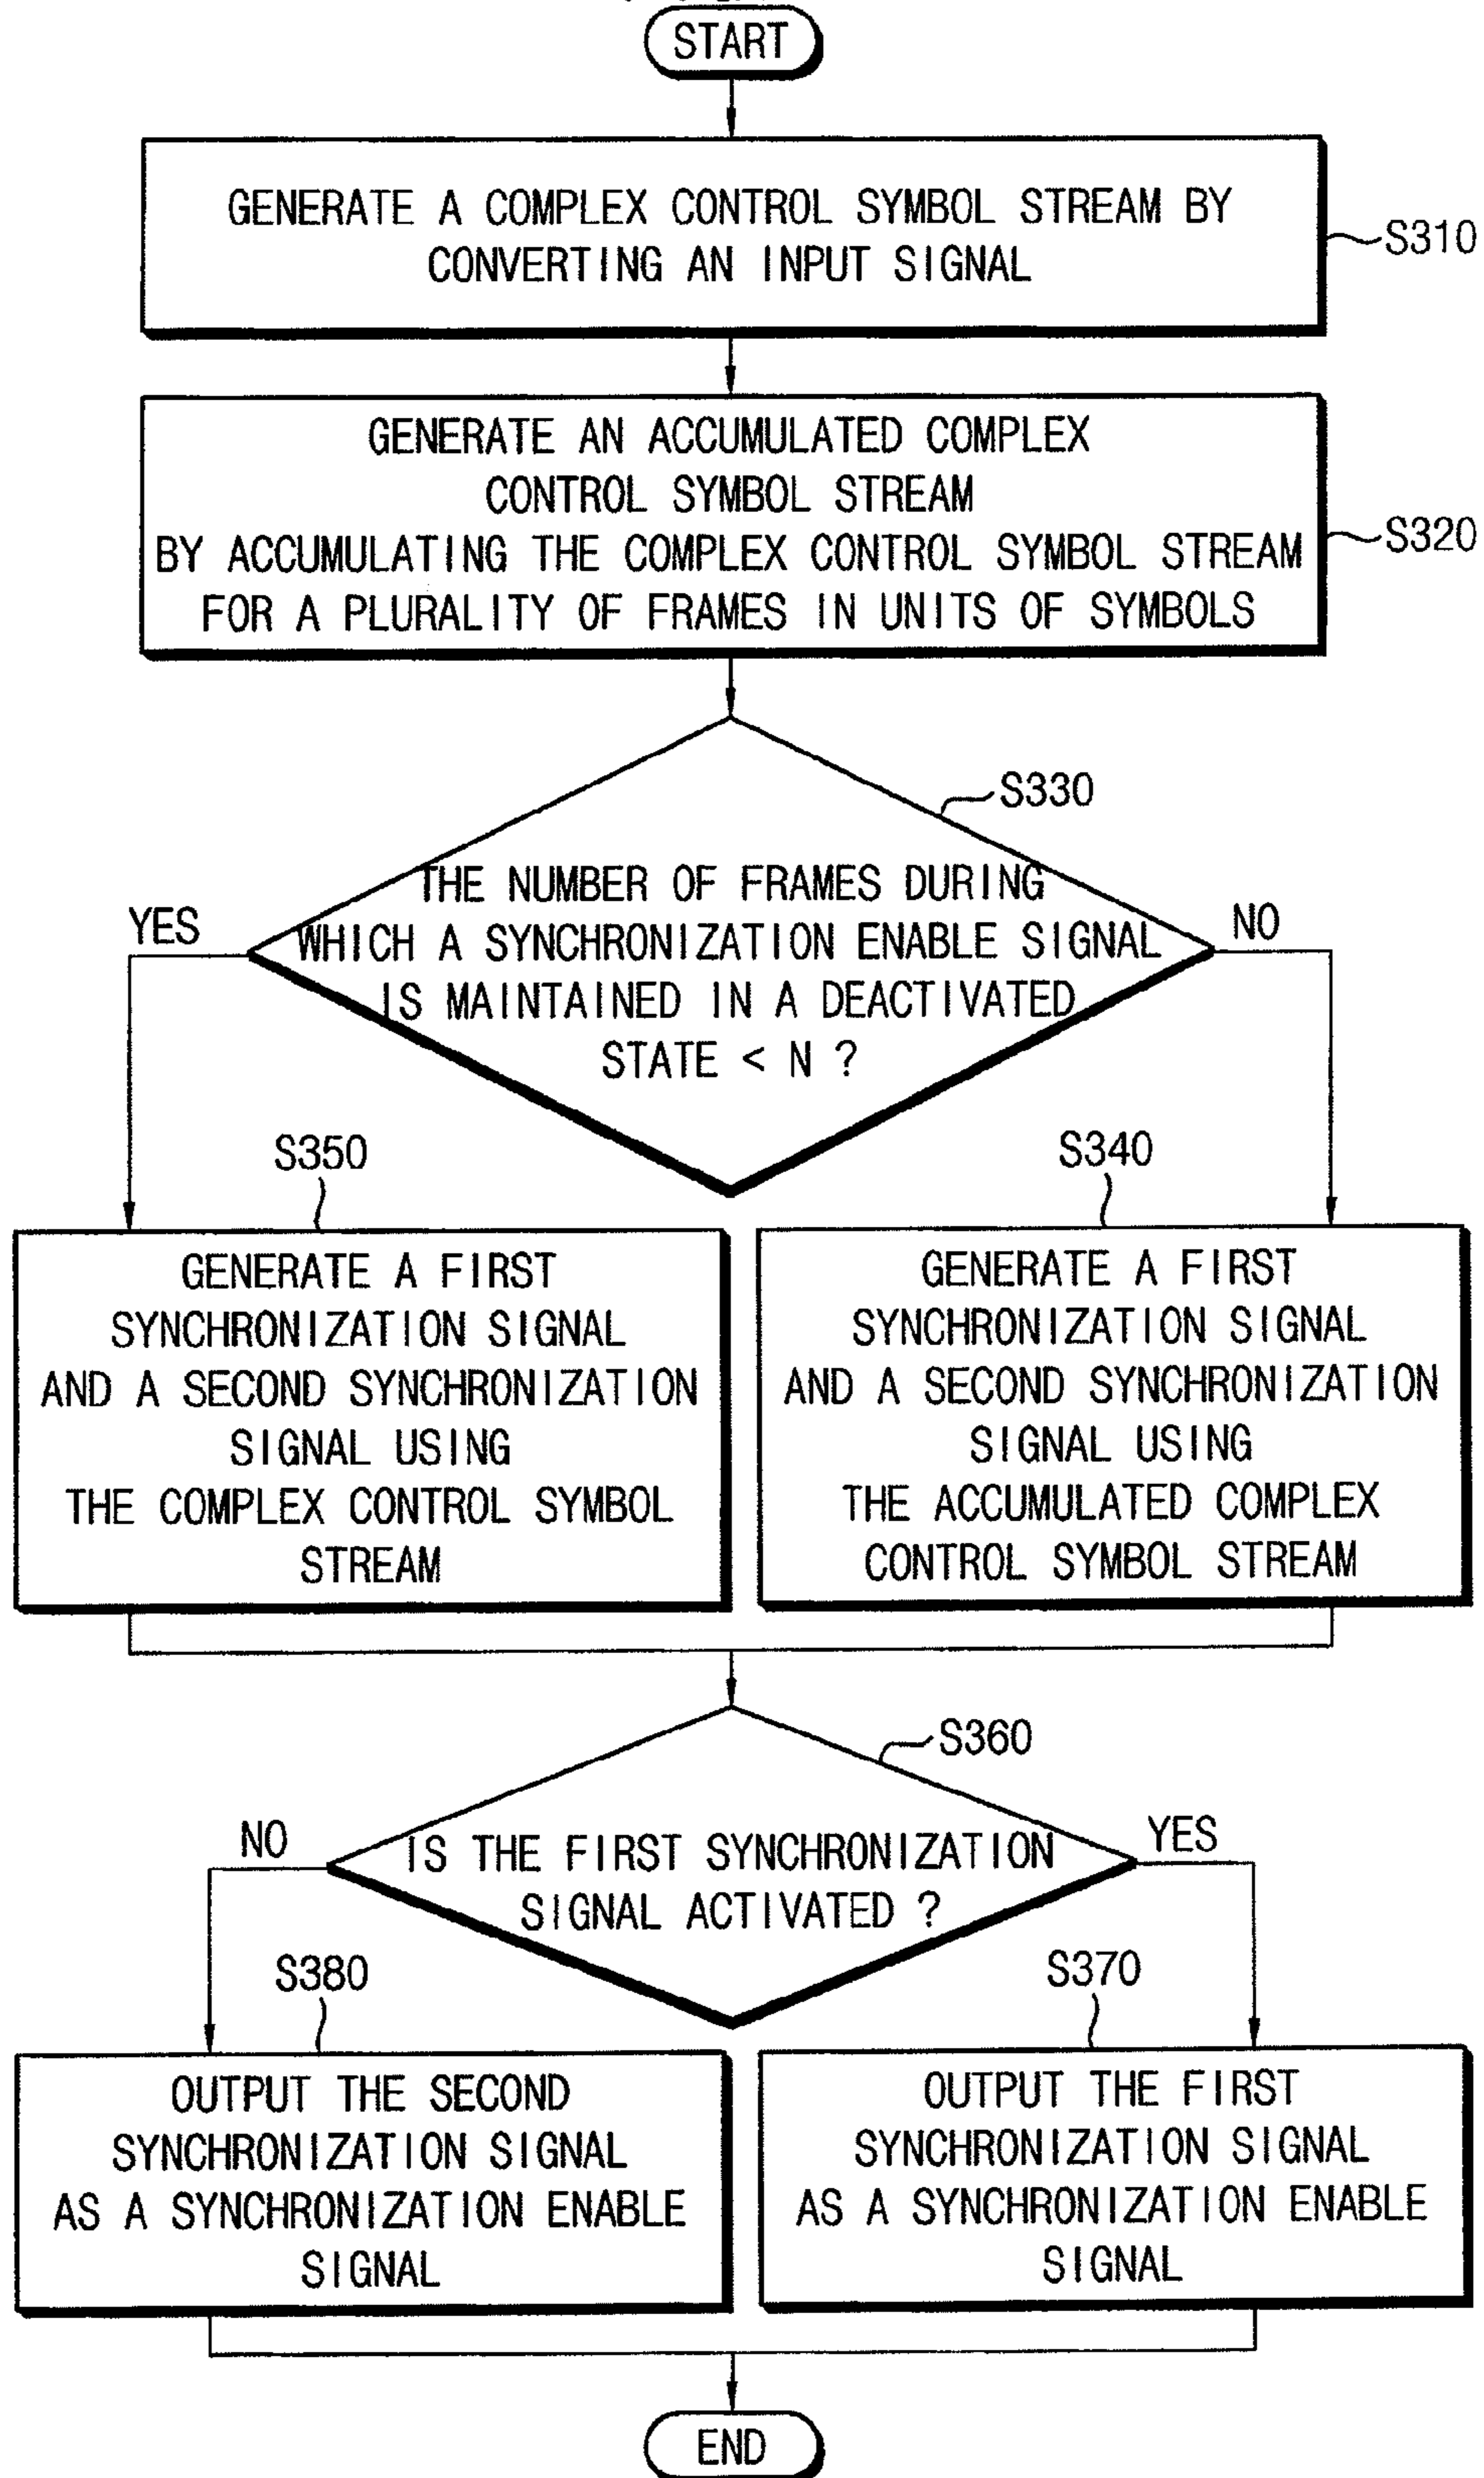 START
GENERATE A COMPLEX CONTROL SYMBOL STREAM BY
CONVERTING AN INPUT SIGNAL
S310
GENERATE AN ACCUMULATED COMPLEX
CONTROL SYMBOL STREAM
BY ACCUMULATING THE COMPLEX CONTROL SYMBOL STREAM
FOR A PLURALITY OF FRAMES IN UNITS OF SYMBOLS
S320
S330
THE NUMBER OF FRAMES DURING
WHICH A SYNCHRONIZATION ENABLE SIGNAL
IS MAINTAINED IN A DEACTIVATED
STATE < N ?
YES
NO
S350
GENERATE A FIRST
SYNCHRONIZATION SIGNAL
AND A SECOND SYNCHRONIZATION
SIGNAL USING
THE COMPLEX CONTROL SYMBOL
STREAM
S340
GENERATE A FIRST
SYNCHRONIZATION SIGNAL
AND A SECOND SYNCHRONIZATION
SIGNAL USING
THE ACCUMULATED COMPLEX
CONTROL SYMBOL STREAM
S360
IS THE FIRST SYNCHRONIZATION
SIGNAL ACTIVATED ?
NO
YES
S380
OUTPUT THE SECOND
SYNCHRONIZATION SIGNAL
AS A SYNCHRONIZATION ENABLE
SIGNAL
S370
OUTPUT THE FIRST
SYNCHRONIZATION SIGNAL
AS A SYNCHRONIZATION ENABLE
SIGNAL
END